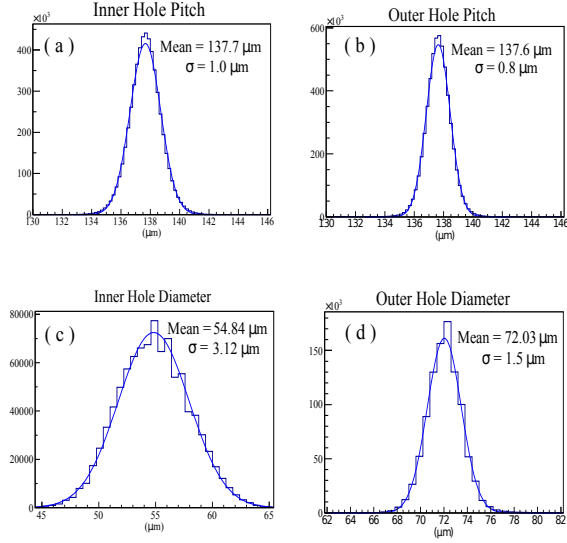 Inner Hole Pitch
×10³
( a )
Mean = 137.7 μm
σ = 1.0 μm
400
300
200
100
0
130 132 134 136 138 140 142 144 146
(μm)
Outer Hole Pitch
×10³
( b )
Mean = 137.6 μm
σ = 0.8 μm
600
400
200
0
130 132 134 136 138 140 142 144 146
(μm)
Inner Hole Diameter
( c )
Mean = 54.84 μm
σ = 3.12 μm
80000
60000
40000
20000
0
45 50 55 60 65
(μm)
Outer Hole Diameter
×10³
( d )
Mean = 72.03 μm
σ = 1.5 μm
150
100
50
0
62 64 66 68 70 72 74 76 78 80 82
(μm)